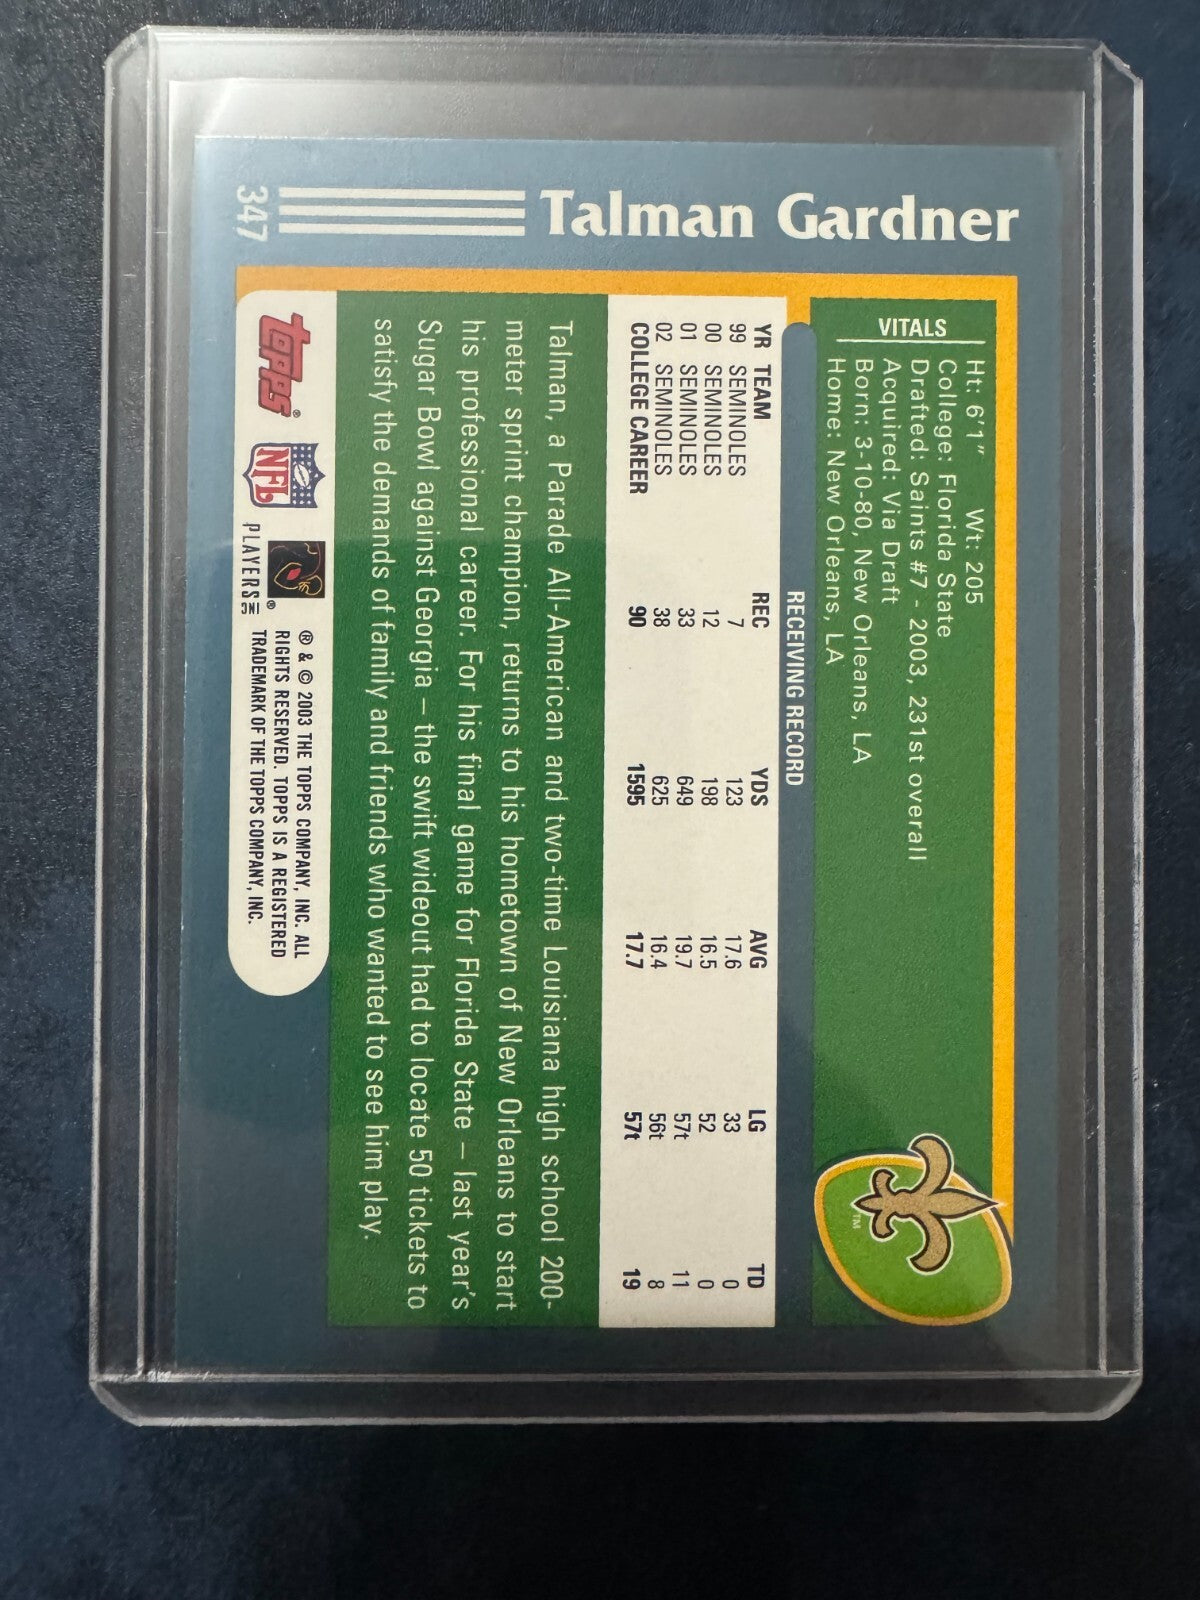 347
Talman Gardner
VITALS
Ht: 6'1" Wt: 205
College: Florida State
Drafted: Saints #7 - 2003, 231st overall
Acquired: Via Draft
Born: 3-10-80, New Orleans, LA
Home: New Orleans, LA
RECEIVING RECORD
YR TEAM REC YDS AVG LG TD
99 SEMINOLES 7 123 17.6 33 0
00 SEMINOLES 12 198 16.5 52 0
01 SEMINOLES 33 649 19.7 57t 11
02 SEMINOLES 38 625 16.4 56t 8
COLLEGE CAREER 90 1595 17.7 57t 19
Talman, a Parade All-American and two-time Louisiana high school 200-
meter sprint champion, returns to his hometown of New Orleans to start
his professional career. For his final game for Florida State – last year's
Sugar Bowl against Georgia – the swift wideout had to locate 50 tickets to
satisfy the demands of family and friends who wanted to see him play.
TOPPS®
NFL
PLAYERS INC®
® & © 2003 THE TOPPS COMPANY, INC. ALL
RIGHTS RESERVED. TOPPS IS A REGISTERED
TRADEMARK OF THE TOPPS COMPANY, INC.
TM